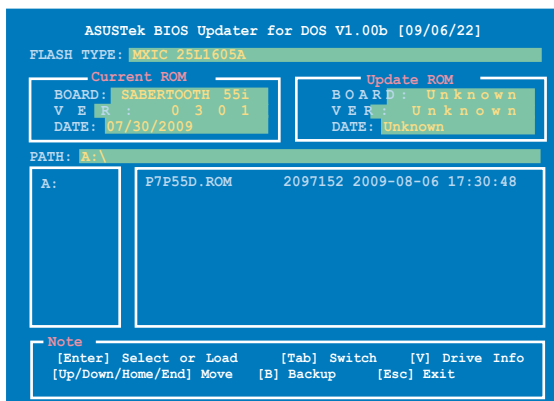 ASUSTek BIOS Updater for DOS V1.00b [09/06/22]
FLASH TYPE: MXIC 25L1605A
Current ROM
BOARD: SABERTOOTH 55i
VER: 0301
DATE: 07/30/2009
Update ROM
BOARD: Unknown
VER: Unknown
DATE: Unknown
PATH: A:\
A:
P7P55D.ROM 2097152 2009-08-06 17:30:48
Note
[Enter] Select or Load [Tab] Switch [V] Drive Info
[Up/Down/Home/End] Move [B] Backup [Esc] Exit